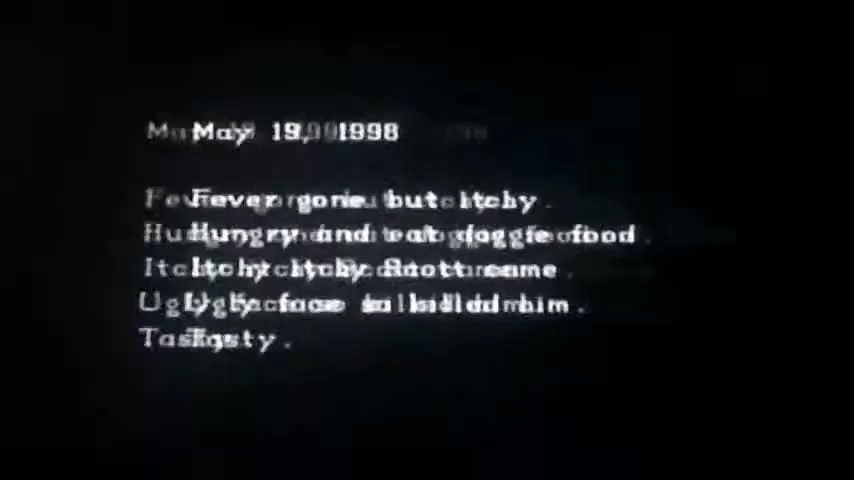 May 19, 1998
Fever gone but itchy.
Hungry and eat doggie food.
Itchy itchy Scott came.
Ugly face so killed him.
Tasty.